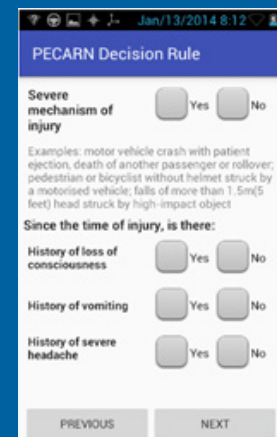 Jan/13/2014 8:12
PECARN Decision Rule
Severe
mechanism of
injury
Yes
No
Examples: motor vehicle crash with patient
ejection, death of another passenger or rollover;
pedestrian or bicyclist without helmet struck by
a motorised vehicle; falls of more than 1.5m(5
feet) head struck by high-impact object
Since the time of injury, is there:
History of loss of
consciousness
Yes
No
History of vomiting
Yes
No
History of severe
headache
Yes
No
PREVIOUS
NEXT